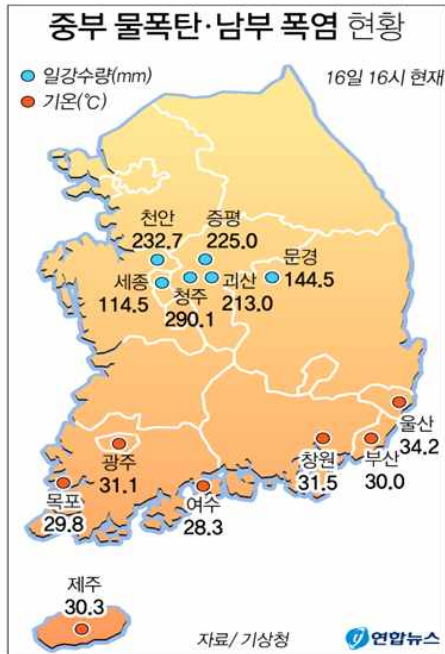 중부 물폭탄·남부 폭염 현황
일강수량(mm)
기온(℃)
16일 16시 현재
천안
232.7
증평
225.0
세종
114.5
청주
290.1
괴산
213.0
문경
144.5
울산
34.2
광주
31.1
창원
31.5
부산
30.0
목포
29.8
여수
28.3
제주
30.3
자료/ 기상청
연합뉴스